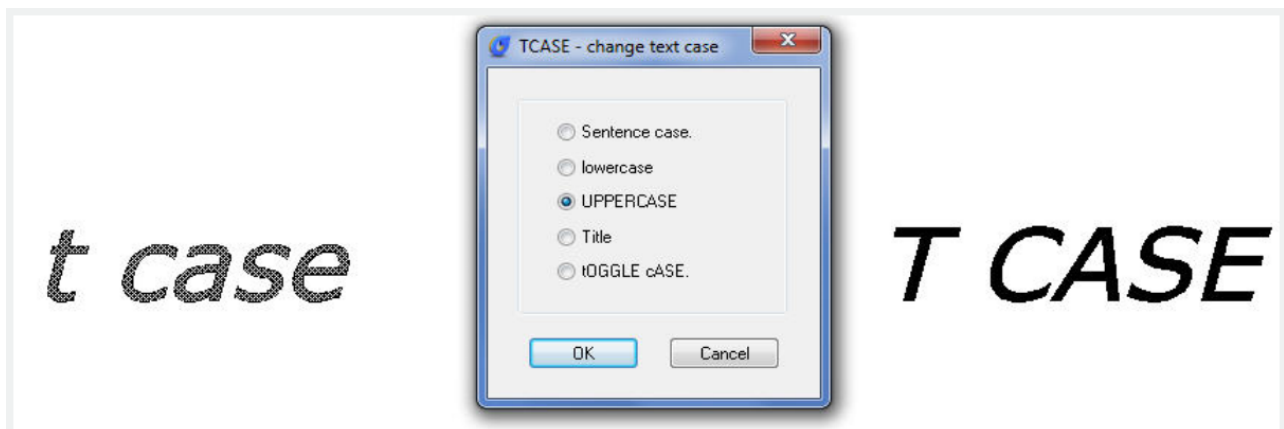 TCASE - change text case
Sentence case.
lowercase
UPPERCASE
Title
tOGGLE cASE.
OK Cancel
t case
T CASE